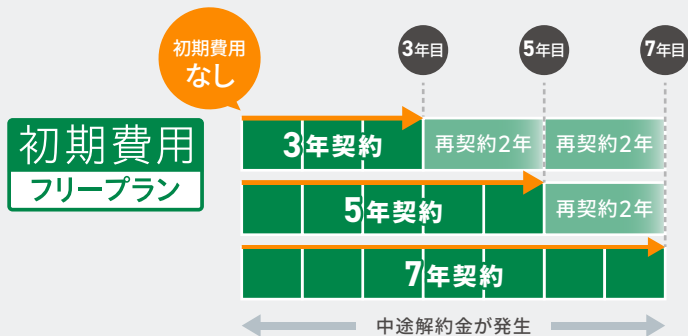 初期費用
なし
3年目
5年目
7年目
初期費用
フリープラン
3年契約
再契約2年
再契約2年
5年契約
再契約2年
7年契約
中途解約金が発生